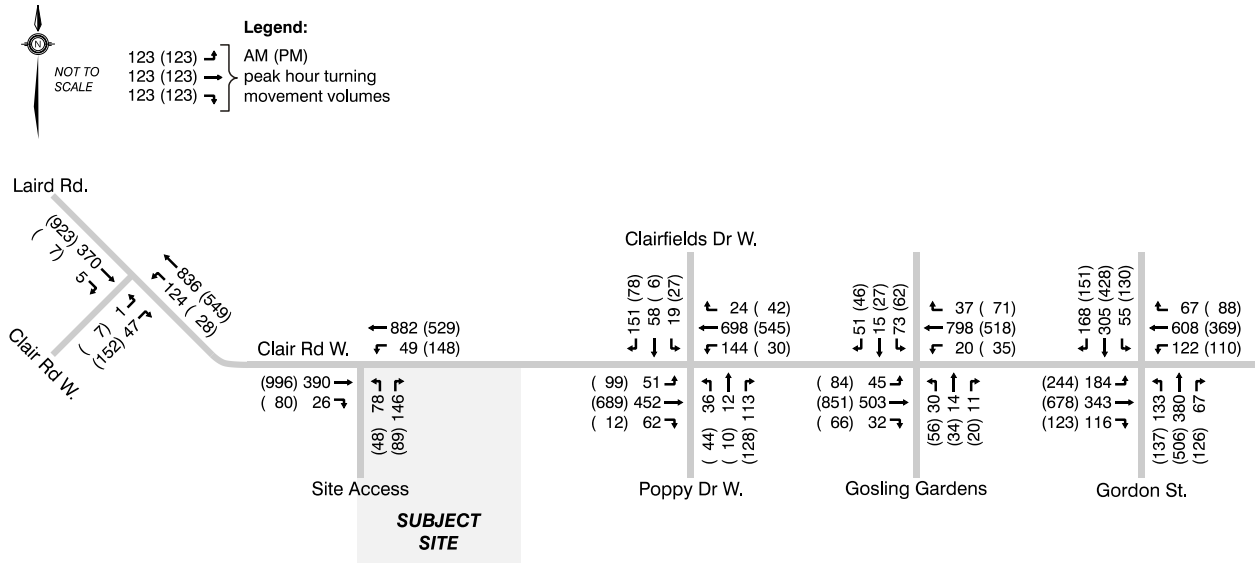 N
NOT TO
SCALE
Legend:
123 (123) AM (PM)
123 (123) peak hour turning
123 (123) movement volumes
Laird Rd.
(923) 370
( 7) 5
836 (549)
124 ( 28)
( 7) 1
(152) 47
Clair Rd W.
Clair Rd W.
882 (529)
49 (148)
(996) 390
( 80) 26
(48) 78
(89) 146
Site Access
SUBJECT
SITE
Clairfields Dr W.
151 (78)
58 ( 6)
19 (27)
24 ( 42)
698 (545)
144 ( 30)
( 99) 51
(689) 452
( 12) 62
( 44) 36
( 10) 12
(128) 113
Poppy Dr W.
51 (46)
15 (27)
73 (62)
37 ( 71)
798 (518)
20 ( 35)
( 84) 45
(851) 503
( 66) 32
(56) 30
(34) 14
(20) 11
Gosling Gardens
168 (151)
305 (428)
55 (130)
67 ( 88)
608 (369)
122 (110)
(244) 184
(678) 343
(123) 116
(137) 133
(506) 380
(126) 67
Gordon St.